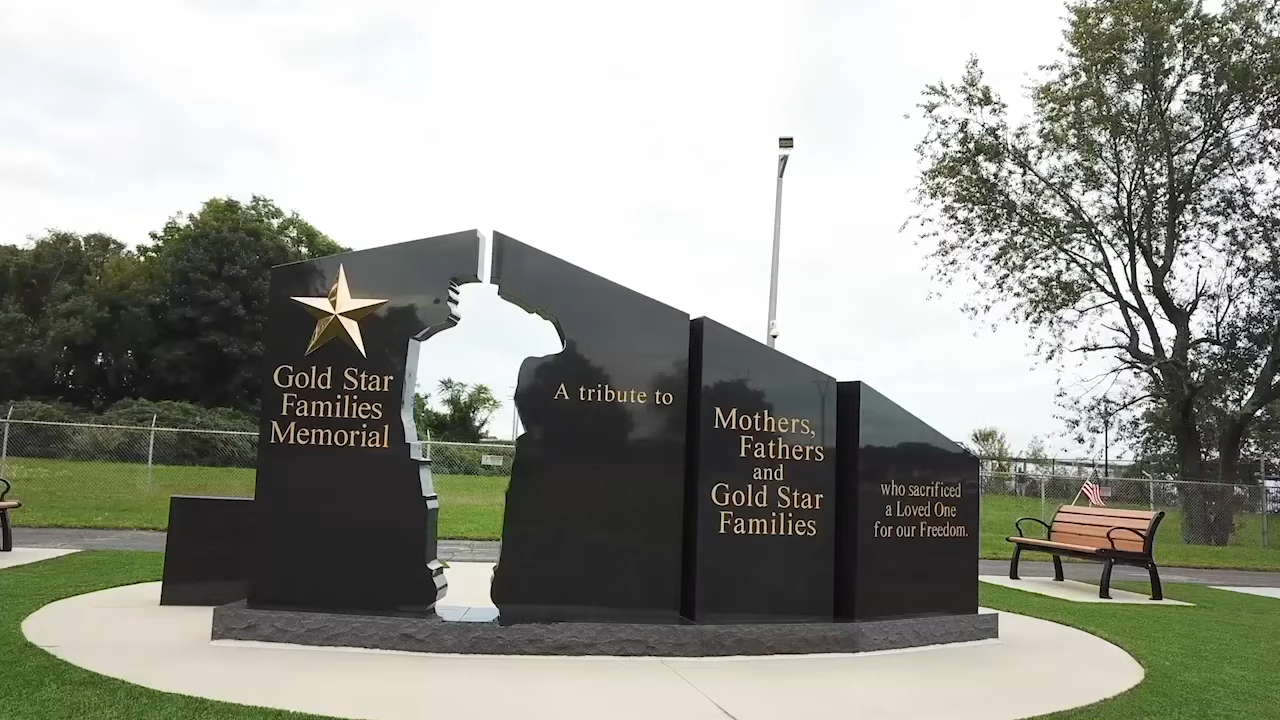 Gold Star
Families
Memorial
A tribute to
Mothers,
Fathers
and
Gold Star
Families
who sacrificed
a Loved One
for our Freedom.